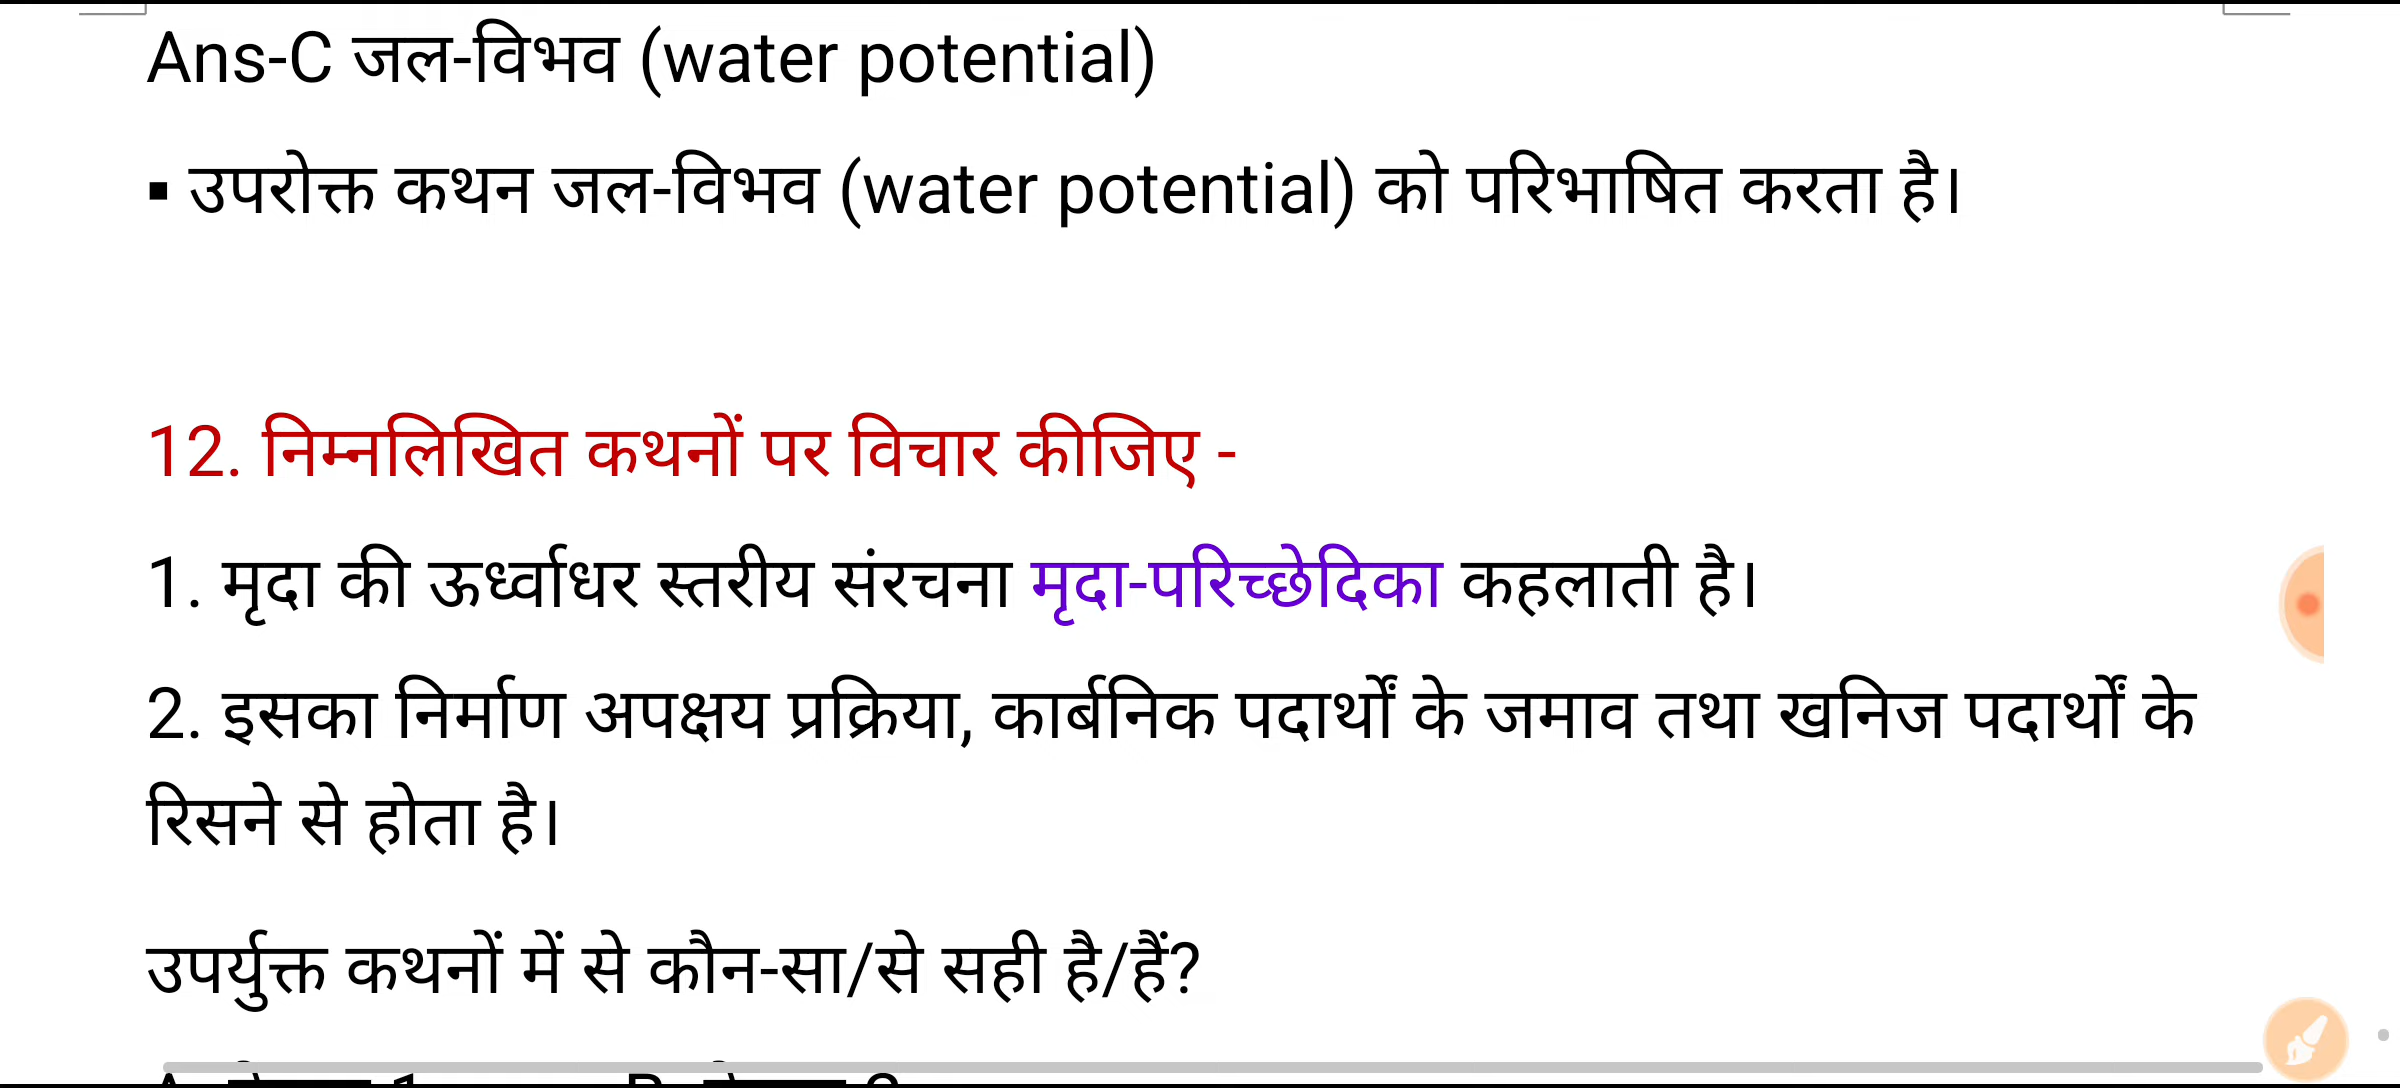 Ans-C जल-विभव (water potential)
▪ उपरोक्त कथन जल-विभव (water potential) को परिभाषित करता है।
12. निम्नलिखित कथनों पर विचार कीजिए -
1. मृदा की ऊर्ध्वाधर स्तरीय संरचना मृदा-परिच्छेदिका कहलाती है।
2. इसका निर्माण अपक्षय प्रक्रिया, कार्बनिक पदार्थों के जमाव तथा खनिज पदार्थों के
रिसने से होता है।
उपर्युक्त कथनों में से कौन-सा/से सही है/हैं?